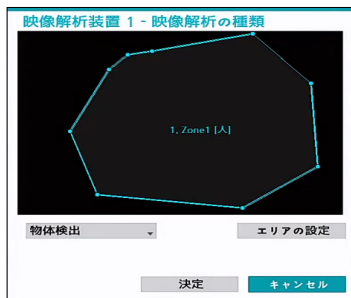 映像解析装置 1 - 映像解析の種類
1, Zone1 [人]
物体検出
エリアの設定
決定
キャンセル